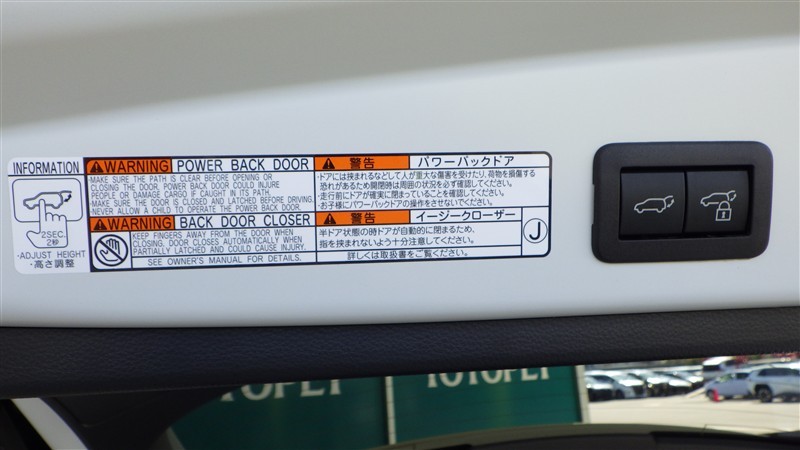 INFORMATION
2SEC.
2秒
・ADJUST HEIGHT
・高さ調整
WARNING POWER BACK DOOR
・MAKE SURE THE PATH IS CLEAR BEFORE OPENING OR
CLOSING THE DOOR, POWER BACK DOOR COULD INJURE
PEOPLE OR DAMAGE CARGO IF CAUGHT IN ITS PATH.
・MAKE SURE THE DOOR IS CLOSED AND LATCHED BEFORE DRIVING.
・NEVER ALLOW A CHILD TO OPERATE THE POWER BACK DOOR.
警告 パワーバックドア
・ドアには挟まれるなどして人が重大な傷害を受けたり、荷物を損傷する
恐れがあるため開閉時は周囲の状況を必ず確認してください。
・走行前にドアが確実に閉まっていることを確認してください。
・お子様にパワーバックドアの操作をさせないでください。
WARNING BACK DOOR CLOSER
KEEP FINGERS AWAY FROM THE DOOR WHEN
CLOSING. DOOR CLOSES AUTOMATICALLY WHEN
PARTIALLY LATCHED AND COULD CAUSE INJURY.
SEE OWNER'S MANUAL FOR DETAILS.
警告 イージークローザー
半ドア状態の時ドアが自動的に閉まるため、
指を挟まれないよう十分注意してください。
詳しくは取扱書をご覧ください。
J
TOTOPET